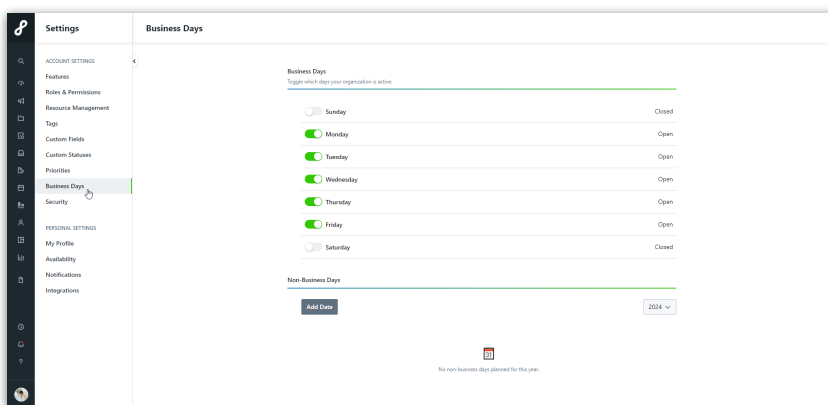 Settings
Business Days
ACCOUNT SETTINGS
Features
Roles & Permissions
Resource Management
Tags
Custom Fields
Custom Statuses
Priorities
Business Days
Security
PERSONAL SETTINGS
My Profile
Availability
Notifications
Integrations
Business Days
Toggle which days your organization is active.
Sunday Closed
Monday Open
Tuesday Open
Wednesday Open
Thursday Open
Friday Open
Saturday Closed
Non-Business Days
Add Date 2024
31
No non-business days planned for this year.